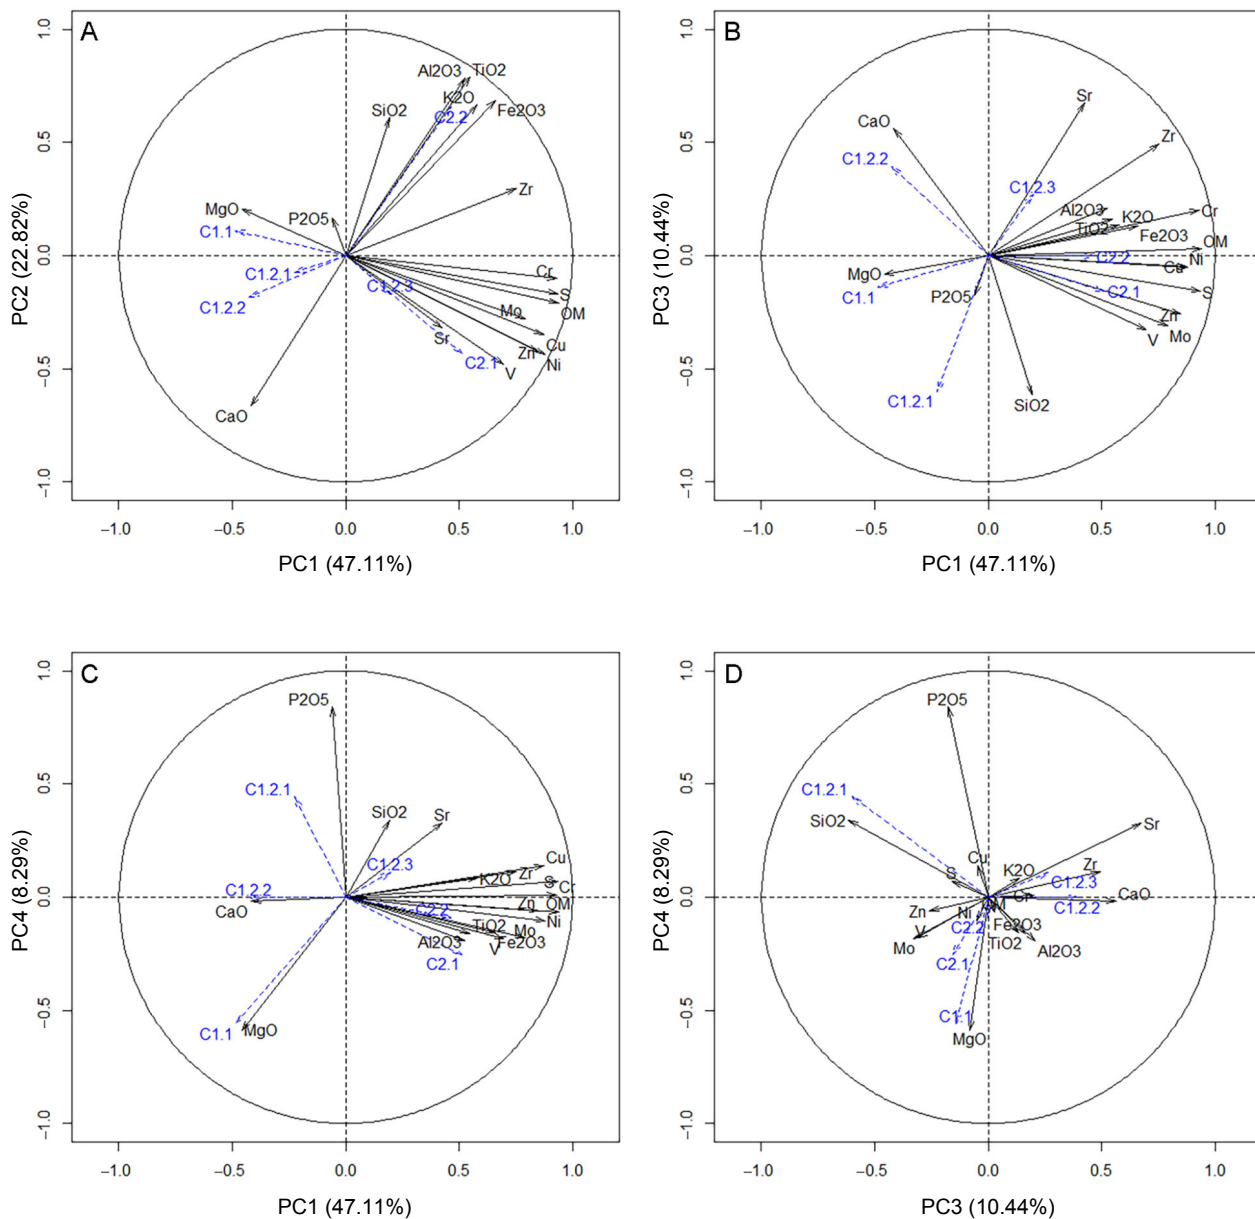 A
1.0
0.5
0.0
−0.5
−1.0
PC2 (22.82%)
Al2O3 TiO2
K2O
SiO2 C2.2 Fe2O3
Zr
MgO P2O5
C1.1
C1.2.1 C1.2.3 Cr
C1.2.2 S
Mo OM
Sr Zn Cu
C2.1 V Ni
CaO
−1.0 −0.5 0.0 0.5 1.0
PC1 (47.11%)
B
1.0
0.5
0.0
−0.5
−1.0
PC3 (10.44%)
Sr
CaO Zr
C1.2.2
C1.2.3
Al2O3 K2O Cr
TiO2 Fe2O3 OM
MgO C2.2 Cu Ni
C1.1 P2O5 C2.1 S
Zn
V Mo
C1.2.1 SiO2
−1.0 −0.5 0.0 0.5 1.0
PC1 (47.11%)
C
1.0
0.5
0.0
−0.5
−1.0
PC4 (8.29%)
P2O5
C1.2.1
SiO2 Sr
C1.2.3 Cu
K2O Zr S
C1.2.2 Cr
CaO C2.2 Zn OM
TiO2 Mo Ni
Al2O3 V Fe2O3
C2.1
C1.1 MgO
−1.0 −0.5 0.0 0.5 1.0
PC1 (47.11%)
D
1.0
0.5
0.0
−0.5
−1.0
PC4 (8.29%)
P2O5
C1.2.1
SiO2 Sr
Cu Zr
S K2O C1.2.3
Cr CaO
Zn Ni OM C1.2.2
V C2.2 Fe2O3
Mo TiO2 Al2O3
C2.1
C1.1
MgO
−1.0 −0.5 0.0 0.5 1.0
PC3 (10.44%)